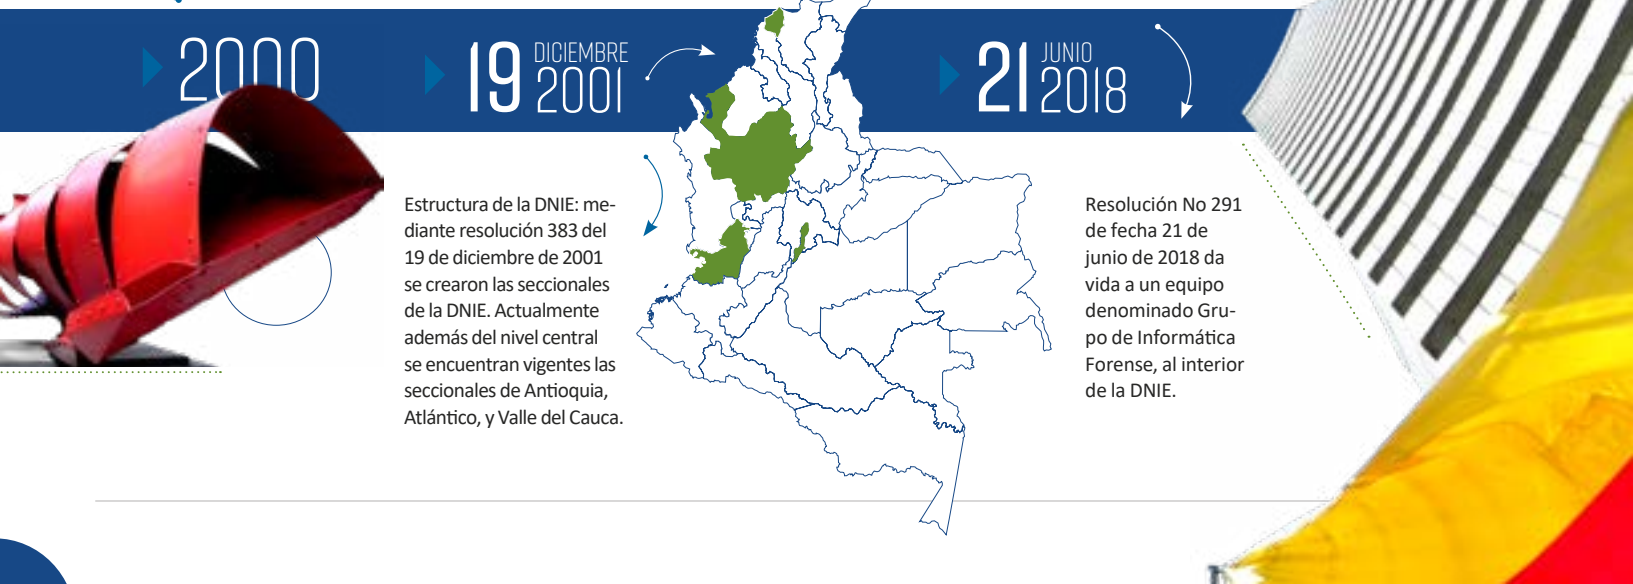 2000
19 DICIEMBRE
2001
21 JUNIO
2018
Estructura de la DNIE: me-
diante resolución 383 del
19 de diciembre de 2001
se crearon las seccionales
de la DNIE. Actualmente
además del nivel central
se encuentran vigentes las
seccionales de Antioquia,
Atlántico, y Valle del Cauca.
Resolución No 291
de fecha 21 de
junio de 2018 da
vida a un equipo
denominado Gru-
po de Informática
Forense, al interior
de la DNIE.